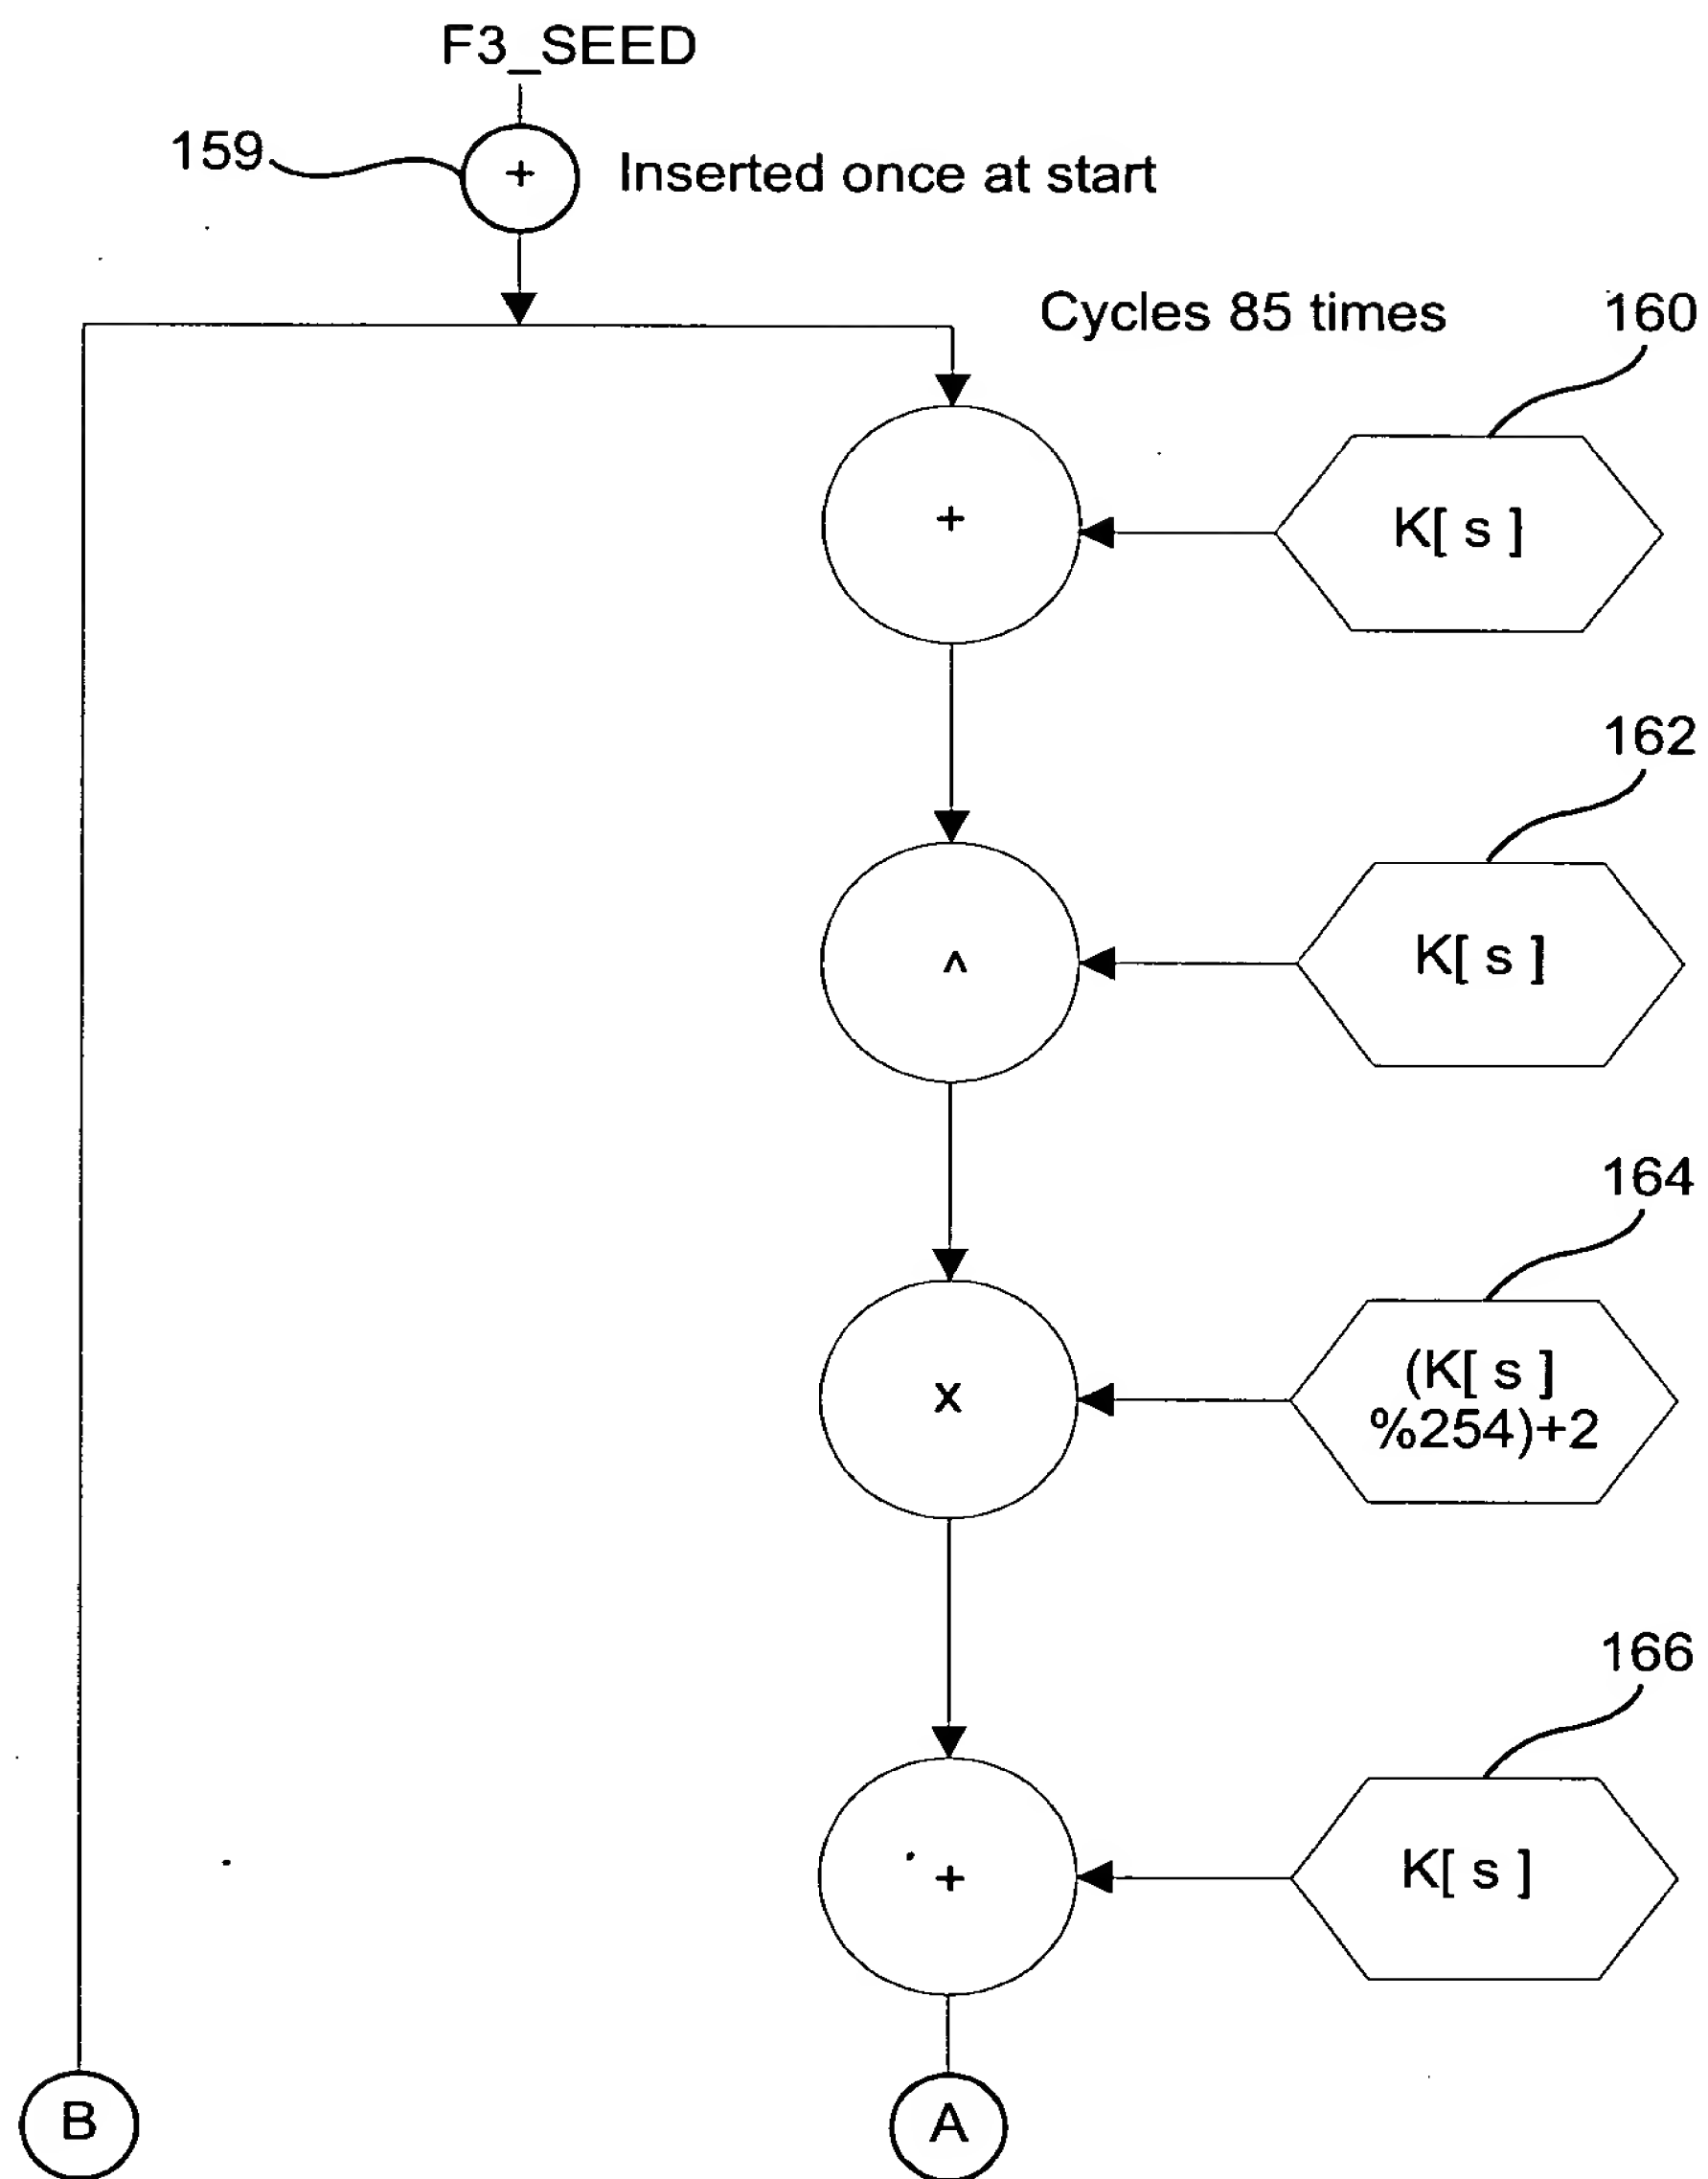 F3_SEED
159
+
Inserted once at start
Cycles 85 times
160
+
K[ s ]
162
^
K[ s ]
164
x
(K[ s ]
%254)+2
166
+
K[ s ]
B
A